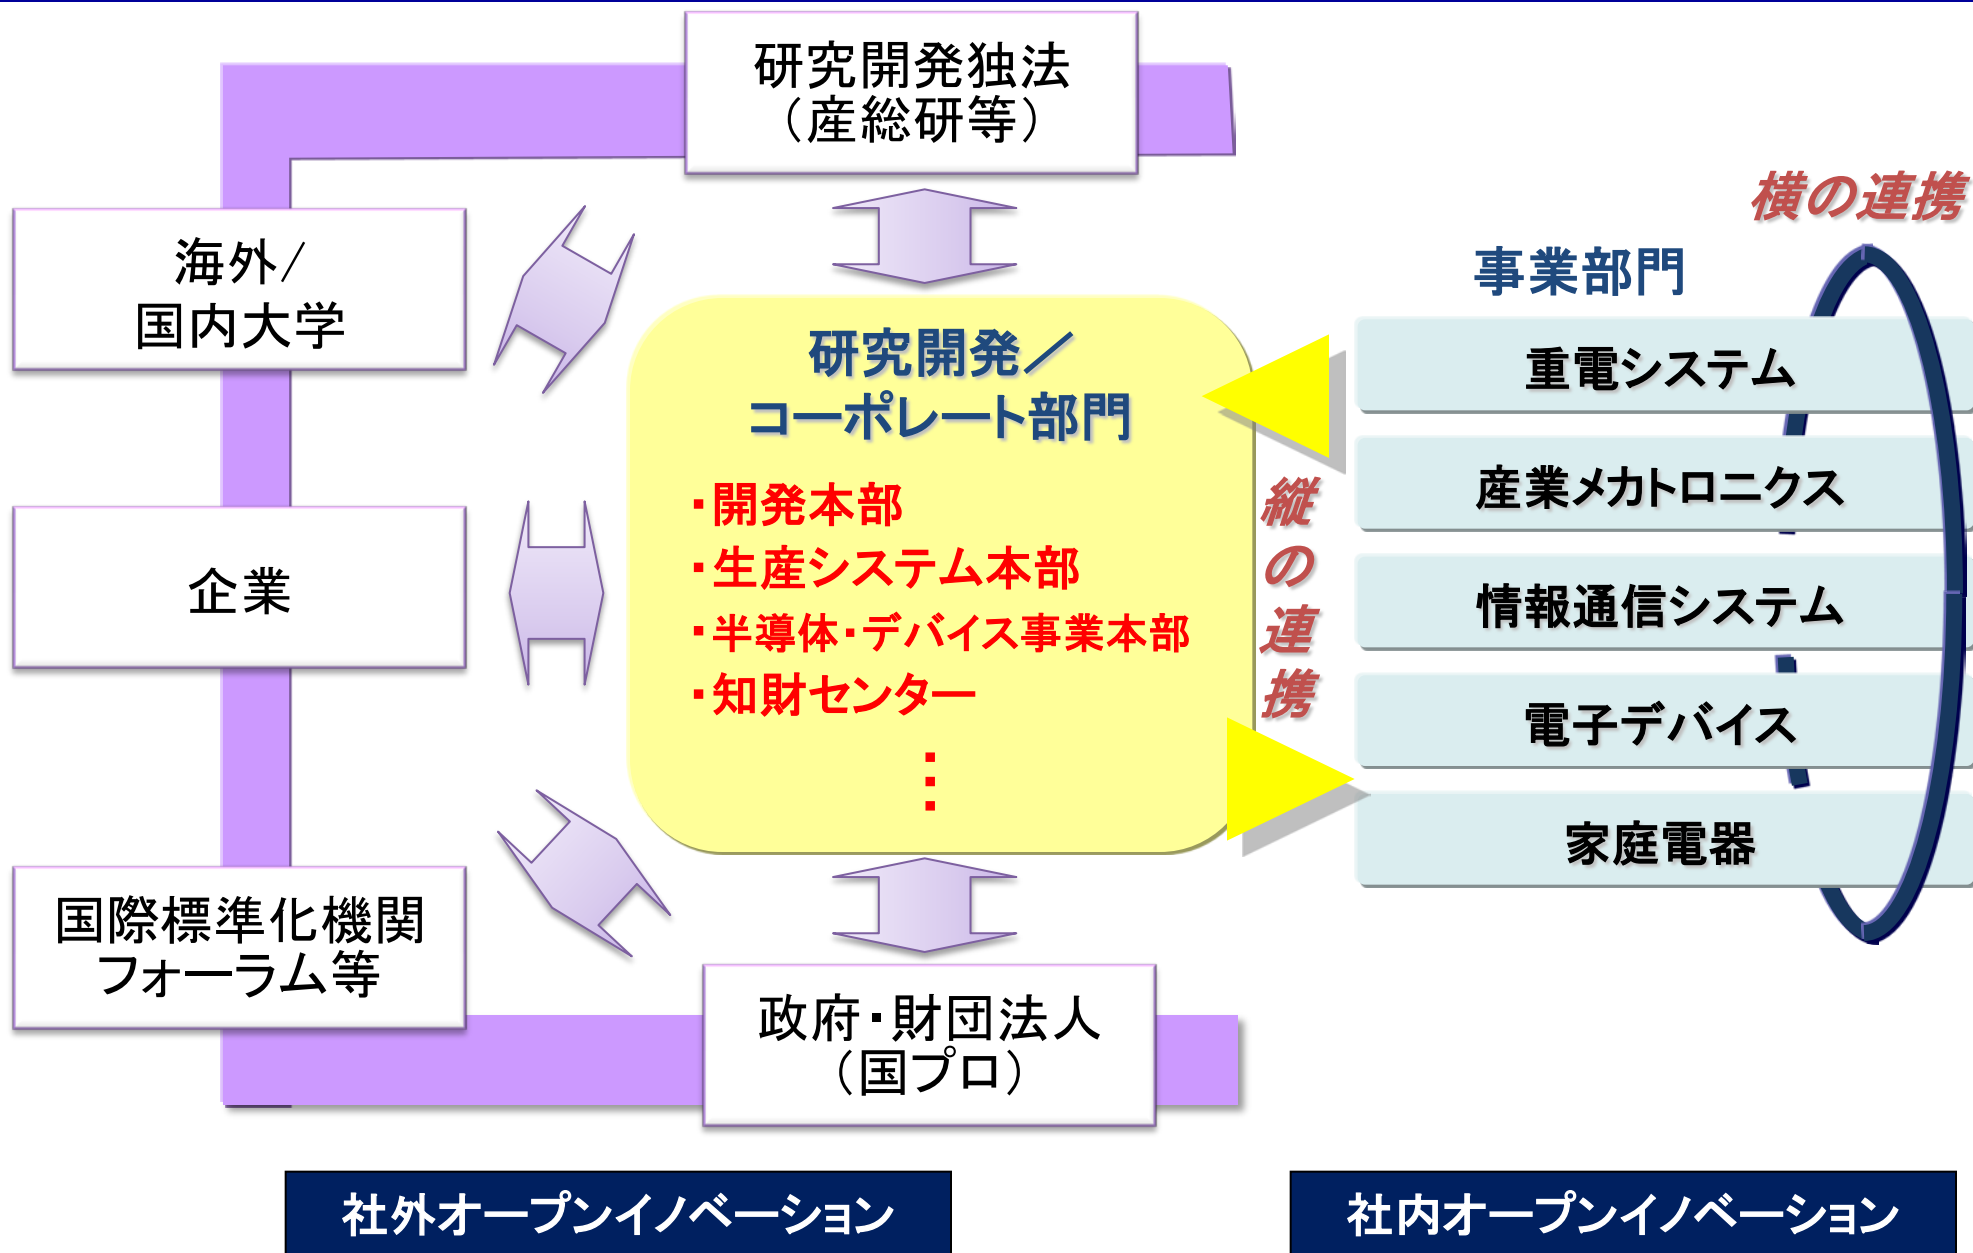 研究開発独法
（産総研等）
海外/
国内大学
企業
国際標準化機関
フォーラム等
政府・財団法人
（国プロ）
研究開発／
コーポレート部門
・開発本部
・生産システム本部
・半導体・デバイス事業本部
・知財センター
⋮
縦の連携
横の連携
事業部門
重電システム
産業メカトロニクス
情報通信システム
電子デバイス
家庭電器
社外オープンイノベーション
社内オープンイノベーション